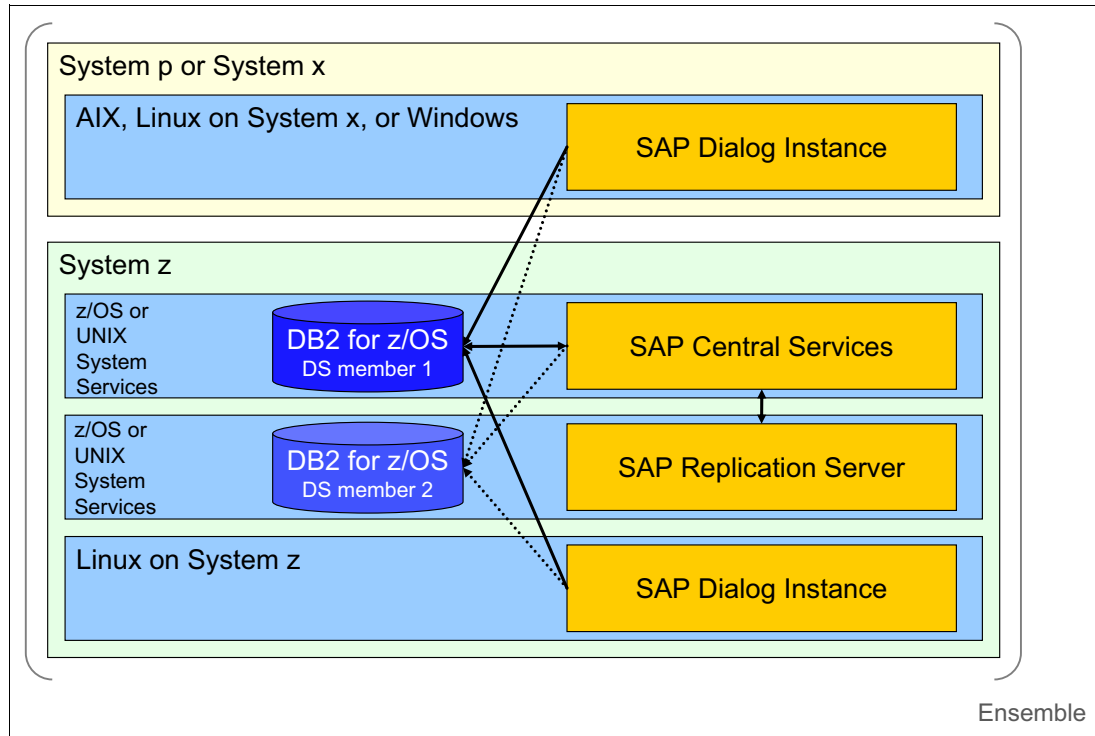 System p or System x
AIX, Linux on System x, or Windows
SAP Dialog Instance
System z
z/OS or
UNIX
System
Services
DB2 for z/OS
DS member 1
SAP Central Services
z/OS or
UNIX
System
Services
DB2 for z/OS
DS member 2
SAP Replication Server
Linux on System z
SAP Dialog Instance
Ensemble